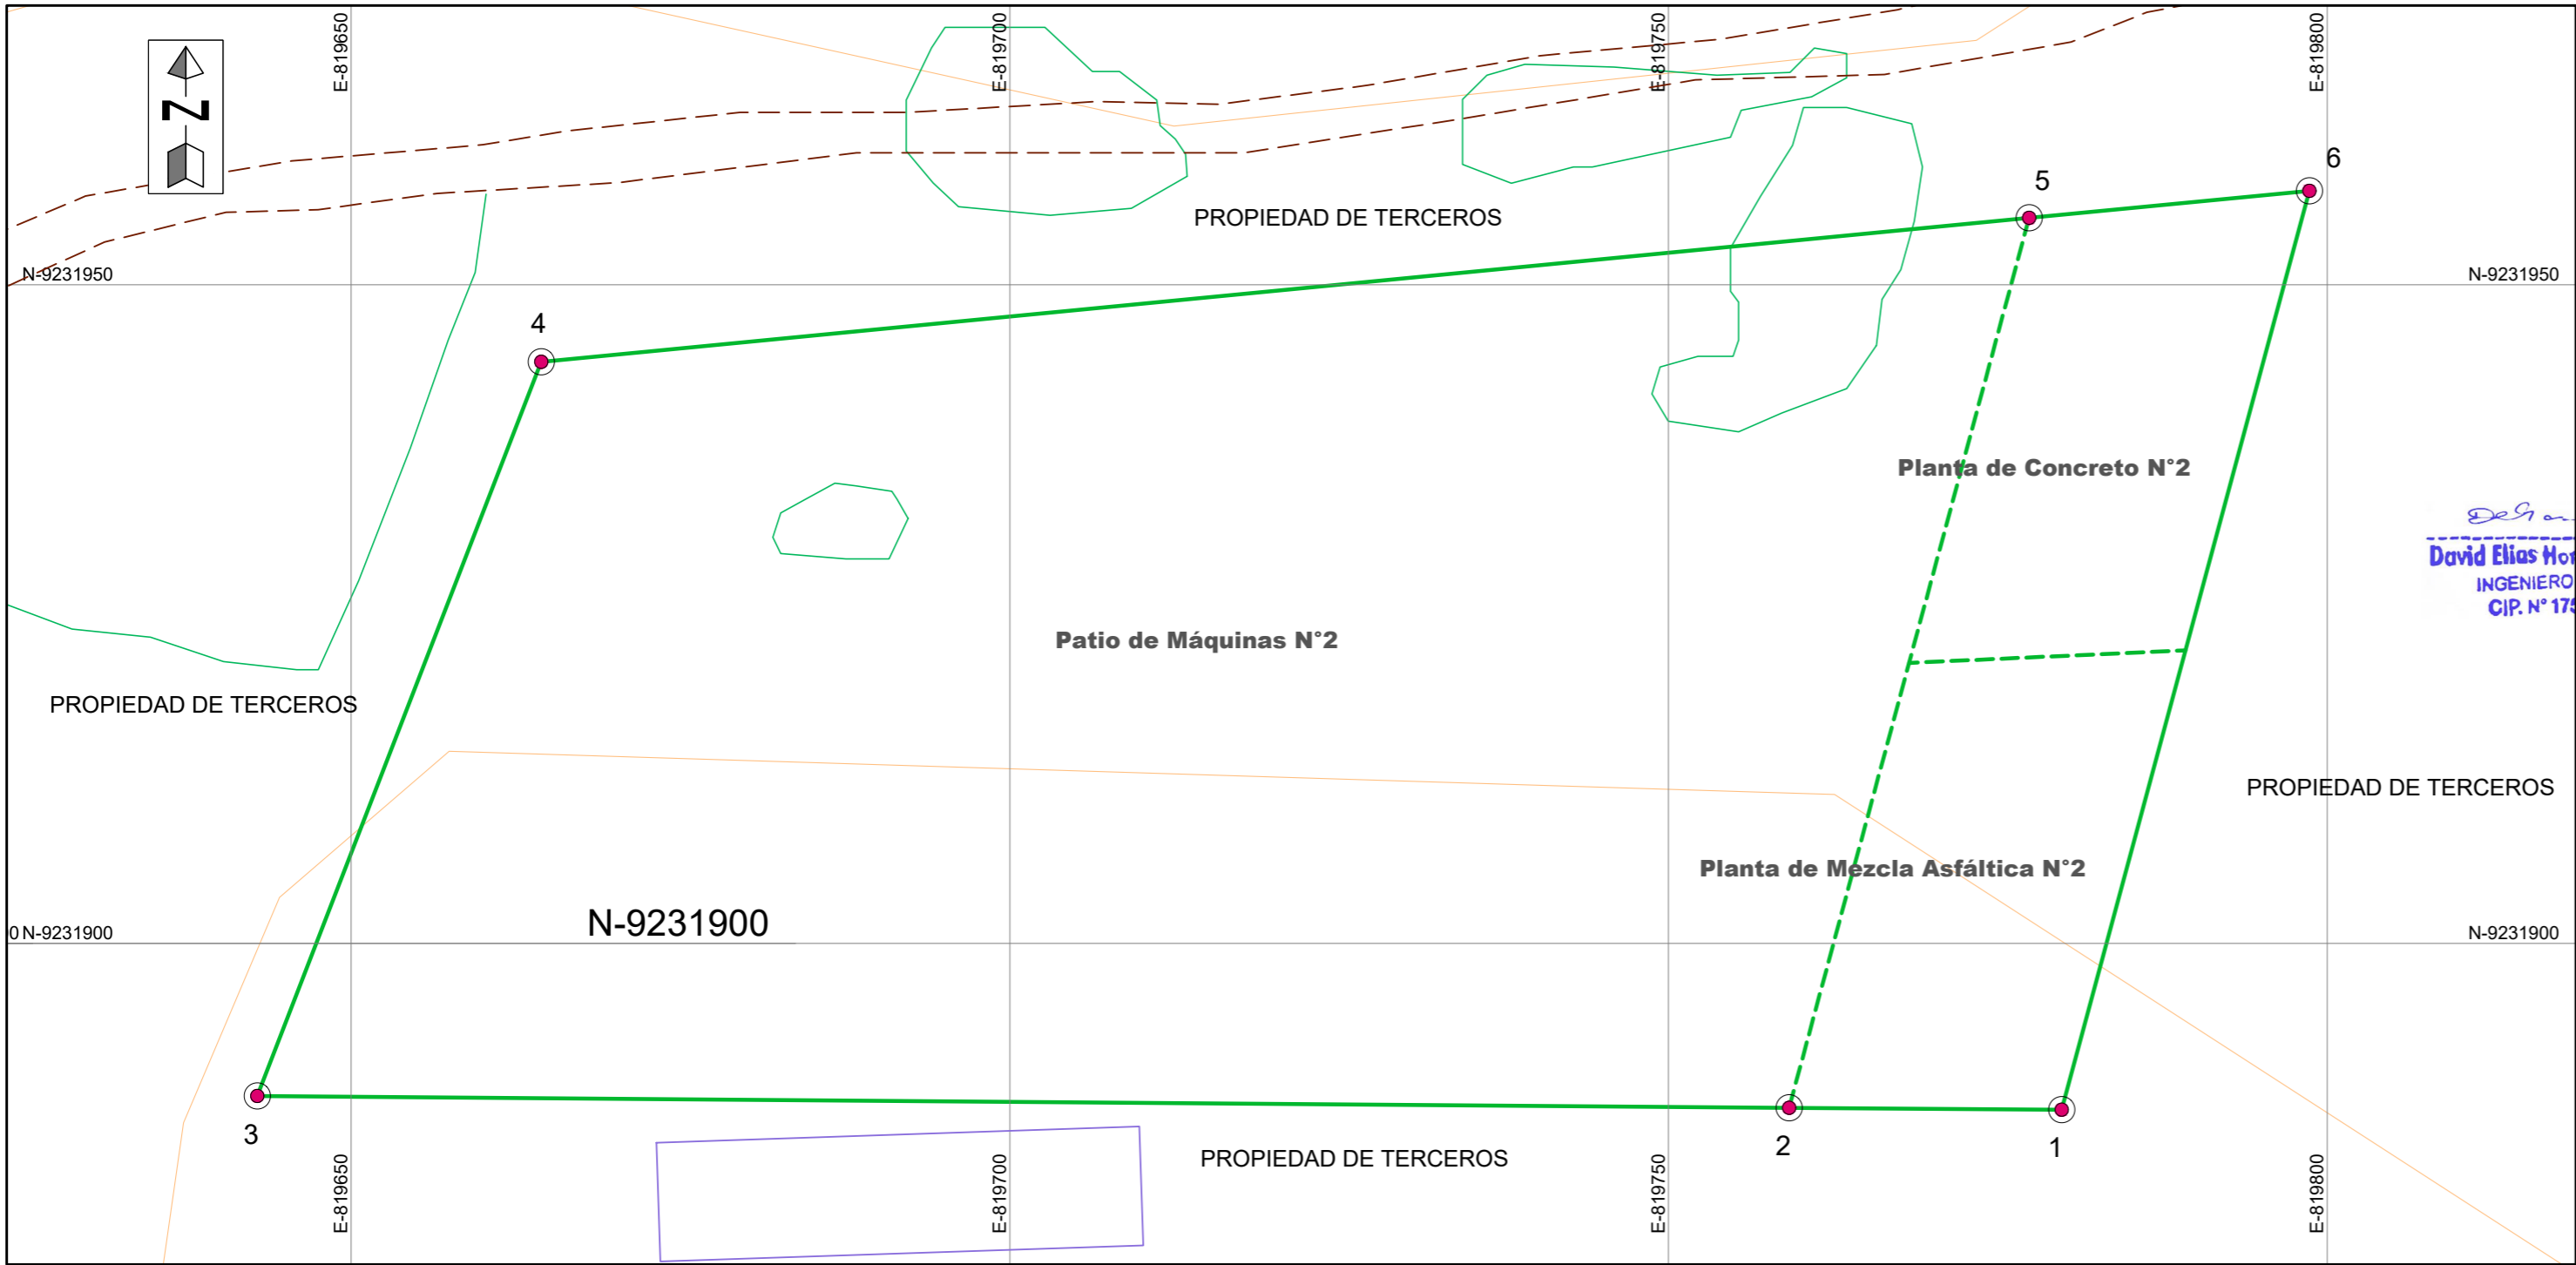 E-819650
E-819700
E-819750
E-819800
N
6
5
PROPIEDAD DE TERCEROS
N-9231950
N-9231950
4
Planta de Concreto N°2
David Elias
INGENIERO
CIP. N° 175
Patio de Máquinas N°2
PROPIEDAD DE TERCEROS
PROPIEDAD DE TERCEROS
Planta de Mezcla Asfáltica N°2
N-9231900
0 N-9231900
N-9231900
3
2
1
PROPIEDAD DE TERCEROS
E-819650
E-819700
E-819750
E-819800